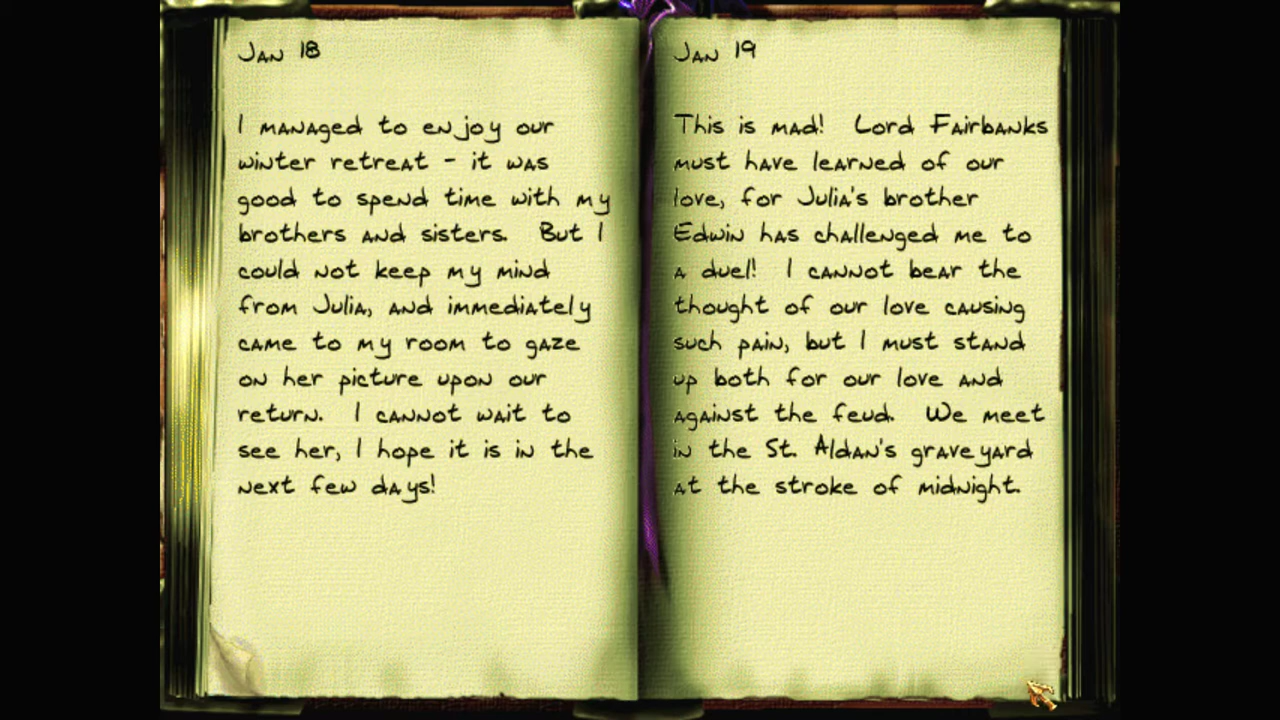 Jan 18
I managed to enjoy our
winter retreat - it was
good to spend time with my
brothers and sisters.  But I
could not keep my mind
from Julia, and immediately
came to my room to gaze
on her picture upon our
return.  I cannot wait to
see her, I hope it is in the
next few days!
Jan 19
This is mad!  Lord Fairbanks
must have learned of our
love, for Julia's brother
Edwin has challenged me to
a duel!  I cannot bear the
thought of our love causing
such pain, but I must stand
up both for our love and
against the feud.  We meet
in the St. Aldan's graveyard
at the stroke of midnight.